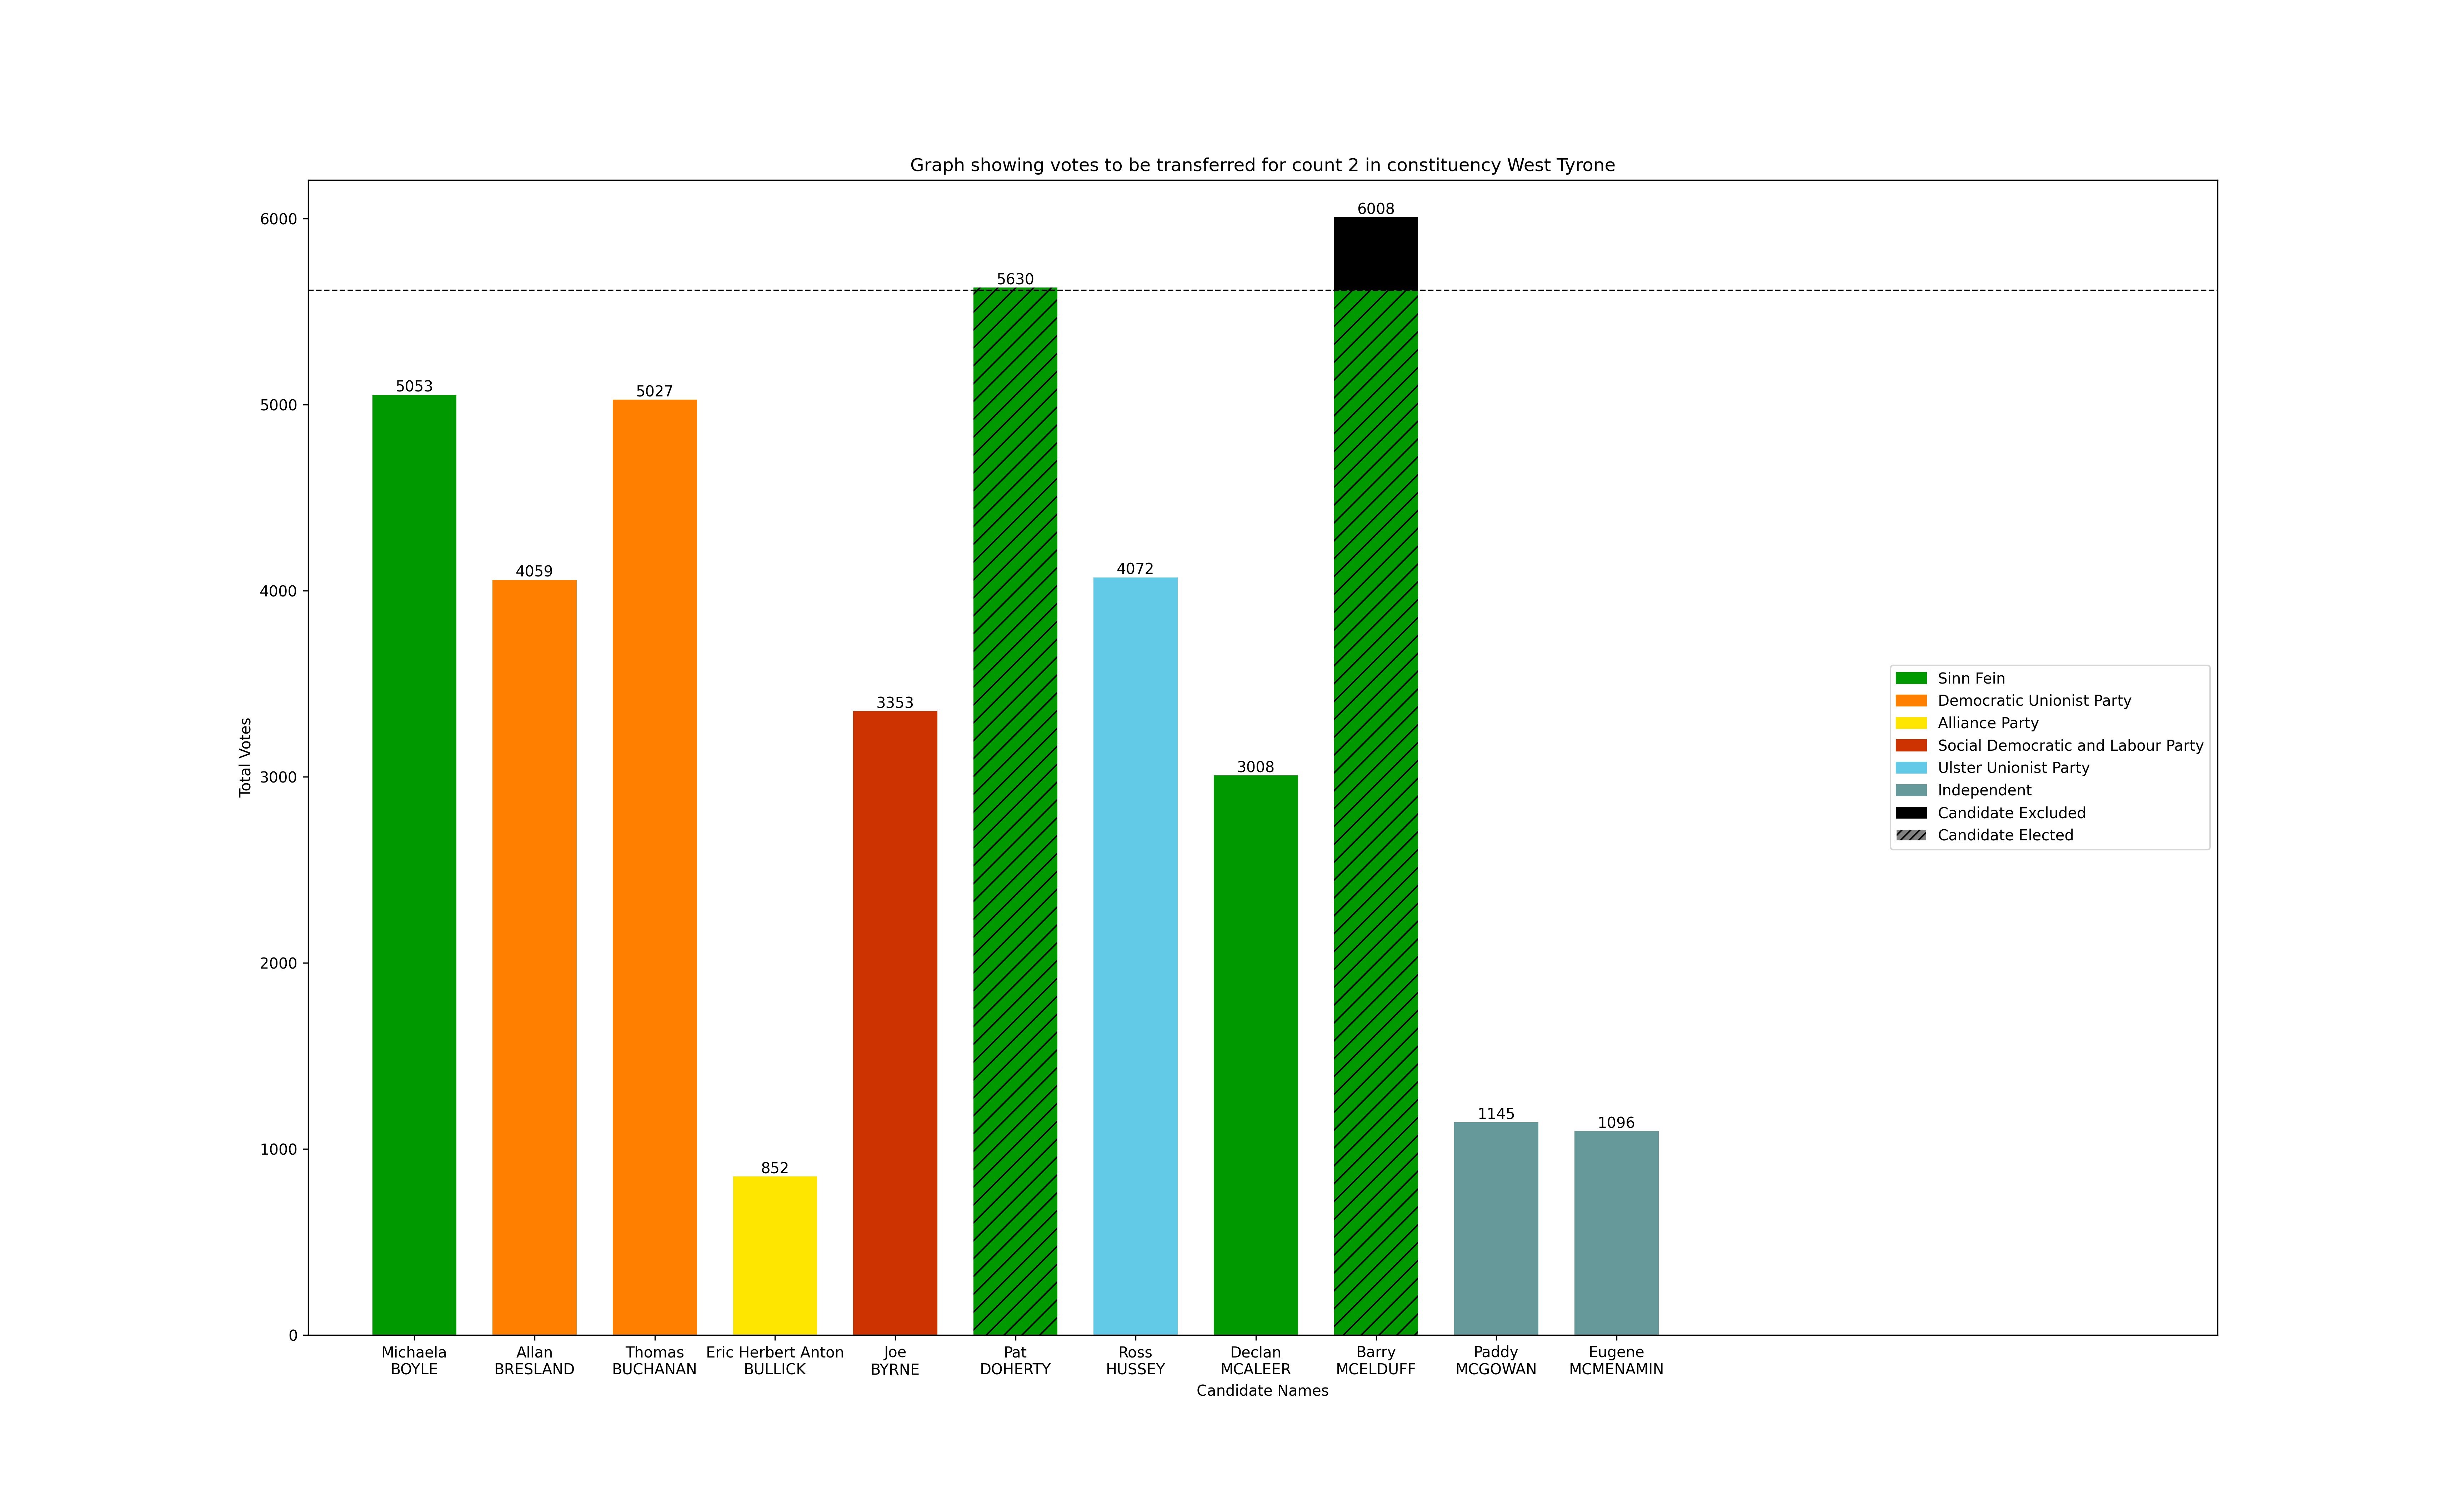 Graph showing votes to be transferred for count 2 in constituency West Tyrone
6008
6000
5630
5053
5027
5000
4059
4072
4000
3353
3008
3000
2000
1145
1096
1000
852
0
Total Votes
Sinn Fein
Democratic Unionist Party
Alliance Party
Social Democratic and Labour Party
Ulster Unionist Party
Independent
Candidate Excluded
Candidate Elected
Michaela
BOYLE
Allan
BRESLAND
Thomas
BUCHANAN
Eric Herbert Anton
BULLICK
Joe
BYRNE
Pat
DOHERTY
Ross
HUSSEY
Declan
MCALEER
Barry
MCELDUFF
Paddy
MCGOWAN
Eugene
MCMENAMIN
Candidate Names